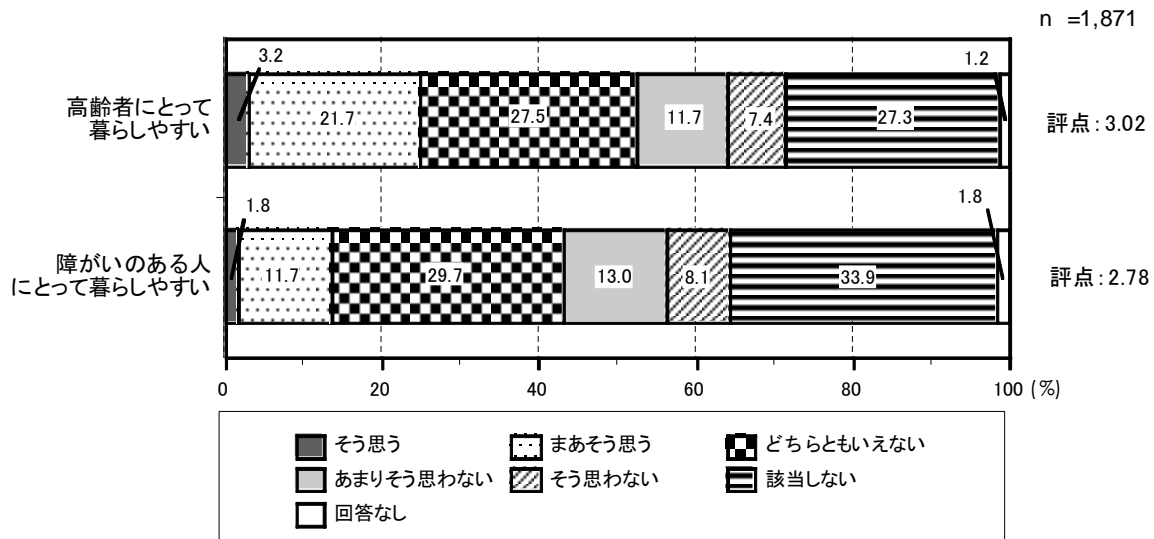 n =1,871
3.2
1.2
高齢者にとって
暮らしやすい
21.7
27.5
11.7
7.4
27.3
評点：3.02
1.8
1.8
障がいのある人
にとって暮らしやすい
11.7
29.7
13.0
8.1
33.9
評点：2.78
0 20 40 60 80 100 (%)
そう思う まあそう思う どちらともいえない
あまりそう思わない そう思わない 該当しない
回答なし